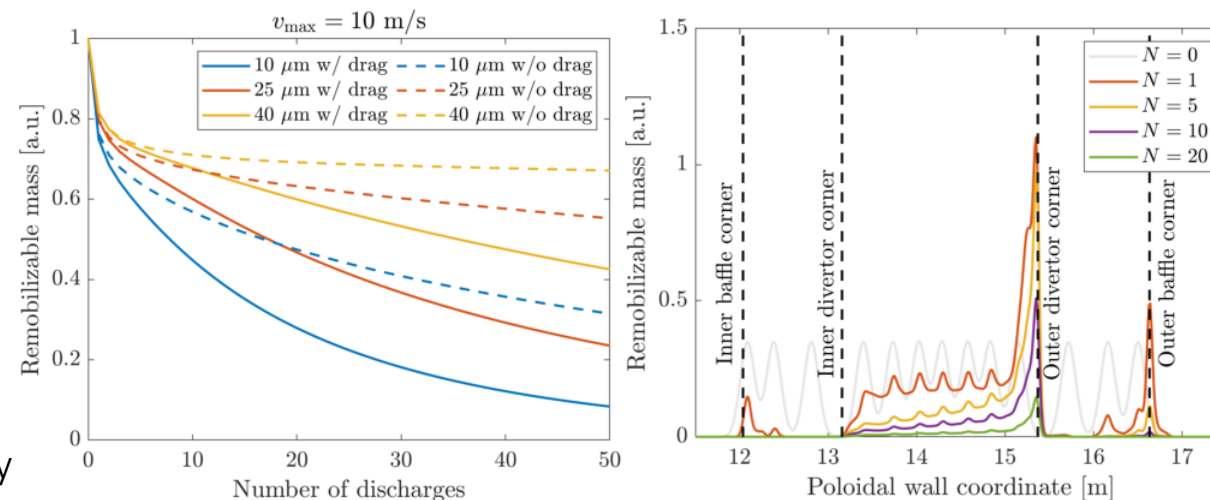 v_max = 10 m/s
10 μm w/ drag
25 μm w/ drag
40 μm w/ drag
10 μm w/o drag
25 μm w/o drag
40 μm w/o drag
Remobilizable mass [a.u.]
1
0.8
0.6
0.4
0.2
0
0
10
20
30
40
50
Number of discharges
y
N = 0
N = 1
N = 5
N = 10
N = 20
Remobilizable mass [a.u.]
1.5
1
0.5
0
Inner baffle corner
Inner divertor corner
Outer divertor corner
Outer baffle corner
12
13
14
15
16
17
Poloidal wall coordinate [m]